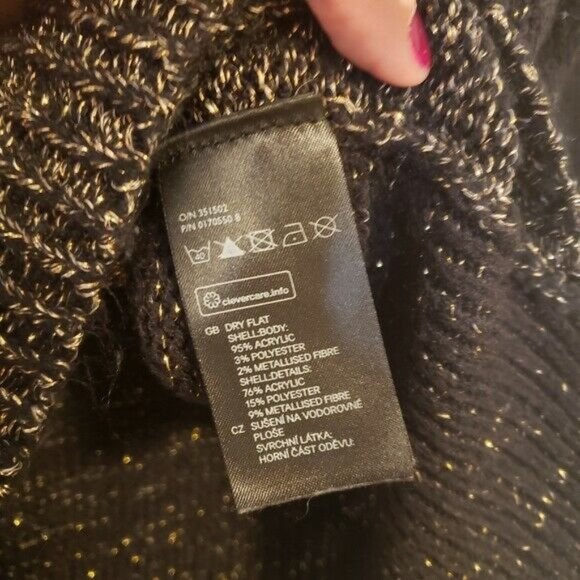 O/N 351502
P/N 0170550 8
40
clevercare.info
GB DRY FLAT
SHELL:BODY:
95% ACRYLIC
3% POLYESTER
2% METALLISED FIBRE
SHELL:DETAILS:
76% ACRYLIC
15% POLYESTER
9% METALLISED FIBRE
CZ SUŠENÍ NA VODOROVNÉ
PLOŠE
SVRCHNÍ LÁTKA:
HORNÍ ČÁST ODĚVU: